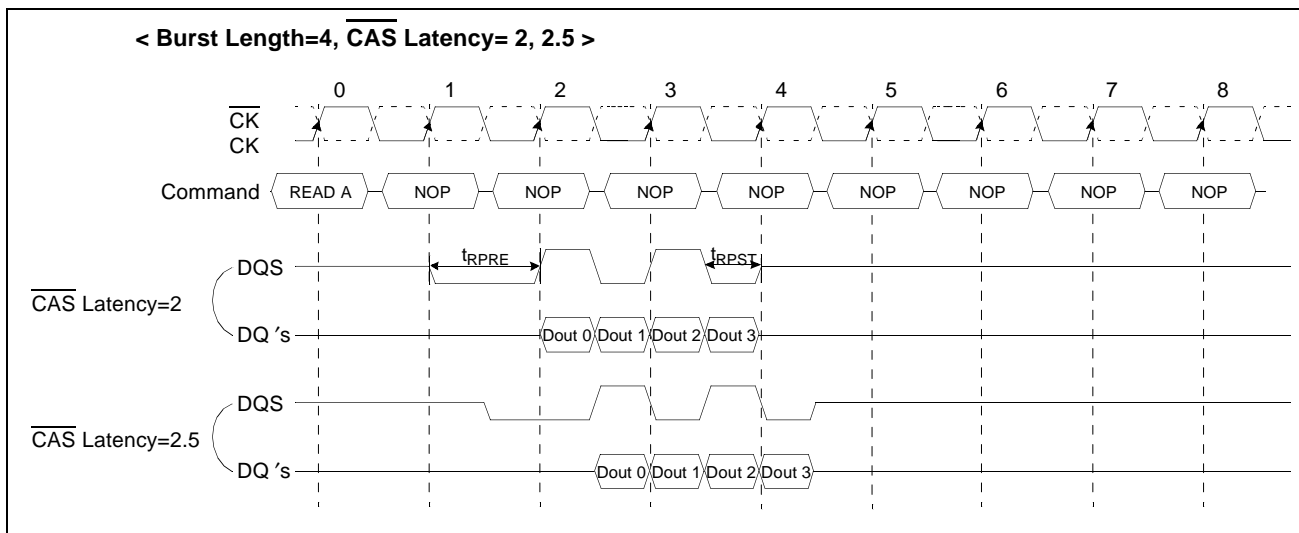 < Burst Length=4, CAS Latency= 2, 2.5 >
0 1 2 3 4 5 6 7 8
CK
CK
Command READ A NOP NOP NOP NOP NOP NOP NOP NOP
DQS tRPRE tRPST
CAS Latency=2
DQ ′s Dout 0 Dout 1 Dout 2 Dout 3
DQS
CAS Latency=2.5
DQ ′s Dout 0 Dout 1 Dout 2 Dout 3